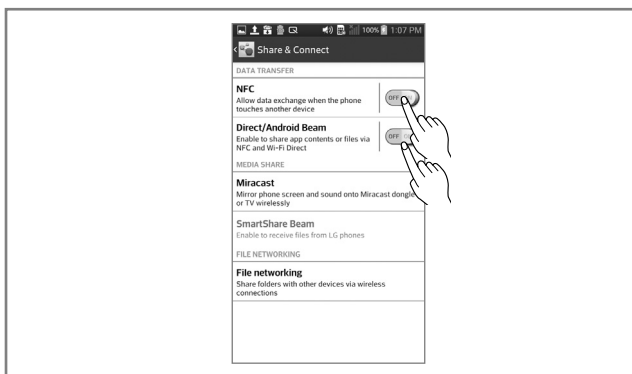 100% 1:07 PM
Share & Connect
DATA TRANSFER
NFC
Allow data exchange when the phone
touches another device
OFF
Direct/Android Beam
Enable to share app contents or files via
NFC and Wi-Fi Direct
OFF
MEDIA SHARE
Miracast
Mirror phone screen and sound onto Miracast dongle
or TV wirelessly
SmartShare Beam
Enable to receive files from LG phones
FILE NETWORKING
File networking
Share folders with other devices via wireless
connections